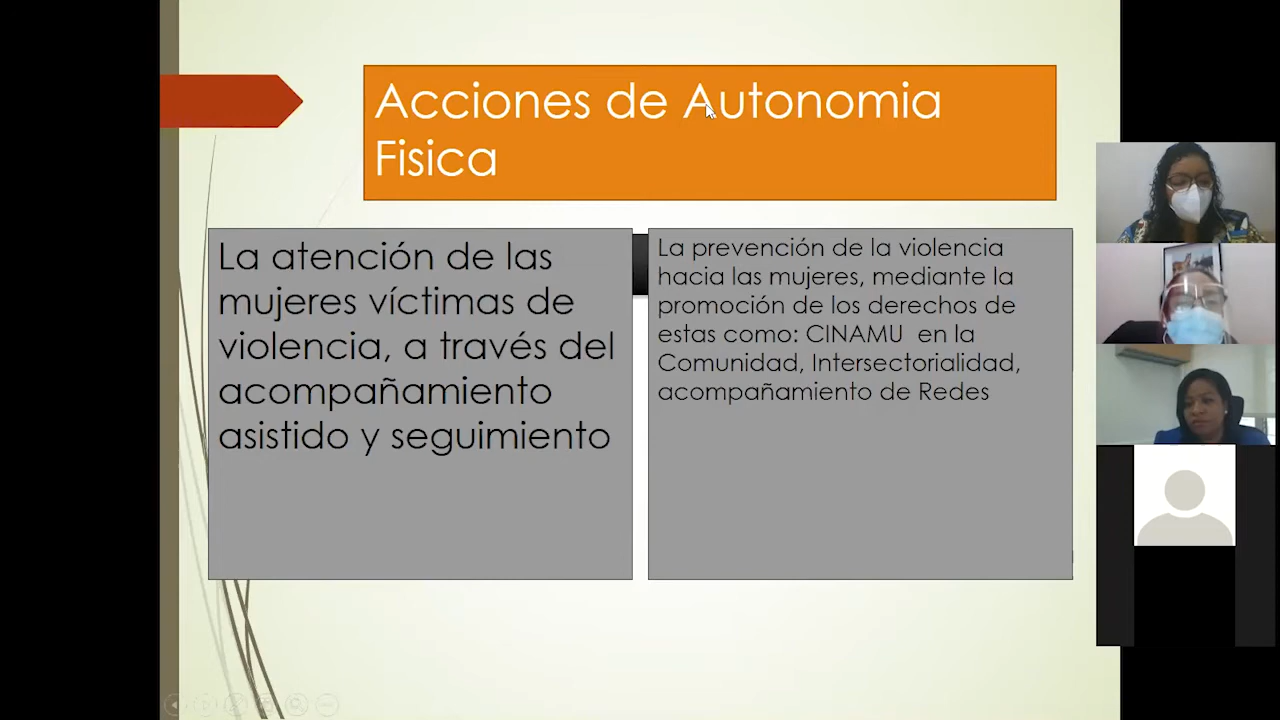 Acciones de Autonomia
Fisica
La atención de las
mujeres víctimas de
violencia, a través del
acompañamiento
asistido y seguimiento
La prevención de la violencia
hacia las mujeres, mediante la
promoción de los derechos de
estas como: CINAMU en la
Comunidad, Intersectorialidad,
acompañamiento de Redes